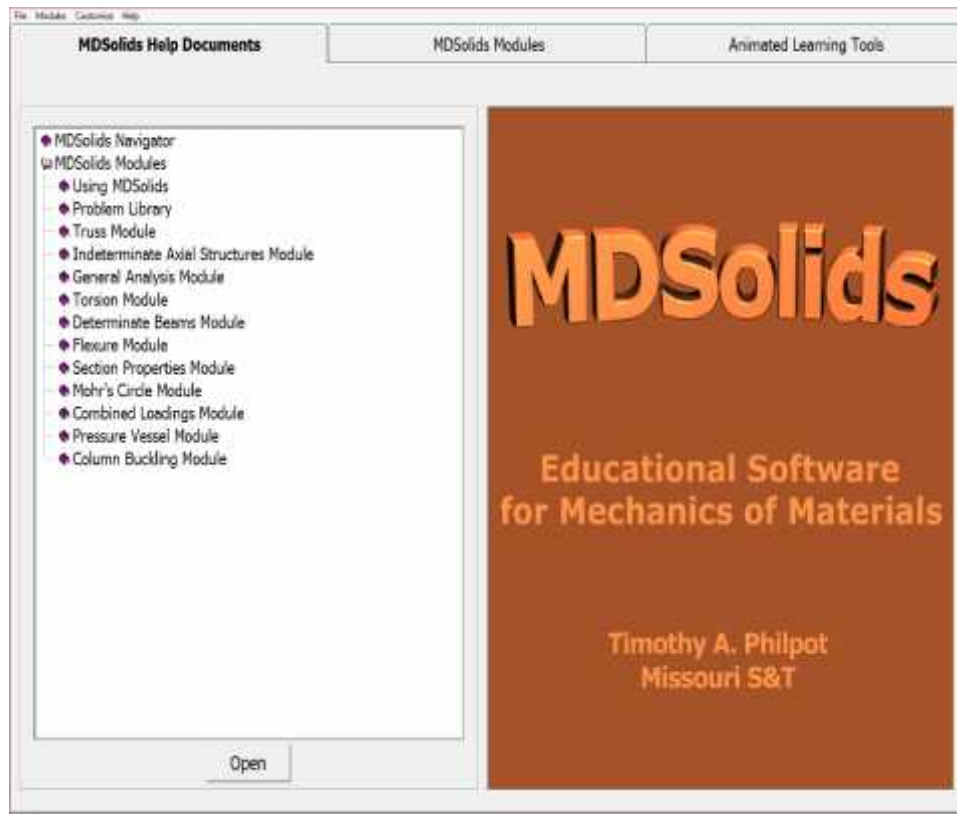 File Modules Customize Help
MDSolids Help Documents
MDSolids Modules
Animated Learning Tools
MDSolids Navigator
MDSolids Modules
Using MDSolids
Problem Library
Truss Module
Indeterminate Axial Structures Module
General Analysis Module
Torsion Module
Determinate Beams Module
Flexure Module
Section Properties Module
Mohr's Circle Module
Combined Loadings Module
Pressure Vessel Module
Column Buckling Module
Open
MDSolids
Educational Software
for Mechanics of Materials
Timothy A. Philpot
Missouri S&T